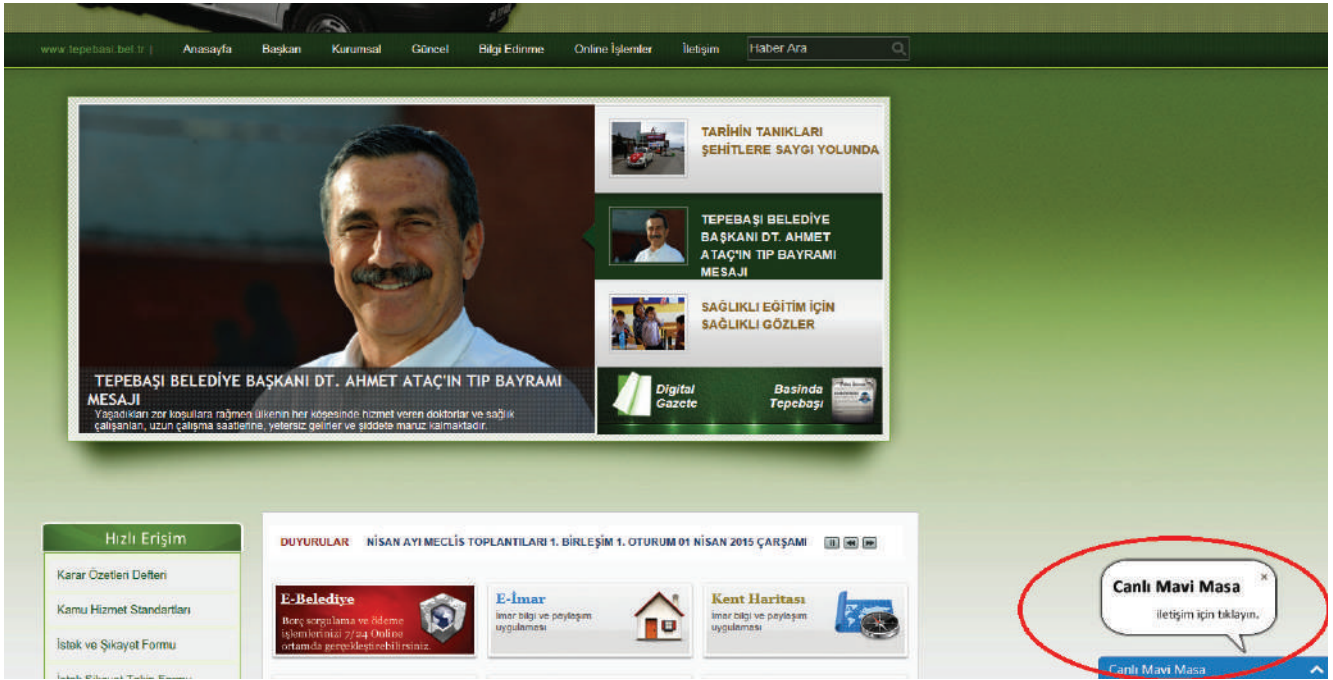 www.tepebasi.bel.tr | Anasayfa Başkan Kurumsal Güncel Bilgi Edinme Online İşlemler İletişim Haber Ara
TARİHİN TANIKLARI
ŞEHİTLERE SAYGI YOLUNDA
TEPEBAŞI BELEDİYE
BAŞKANI DT. AHMET
ATAÇ'IN TIP BAYRAMI
MESAJI
SAĞLIKLI EĞİTİM İÇİN
SAĞLIKLI GÖZLER
TEPEBAŞI BELEDİYE BAŞKANI DT. AHMET ATAÇ'IN TIP BAYRAMI
MESAJI
Yaşadıkları zor koşullara rağmen ülkenin her köşesinde hizmet veren doktorlar ve sağlık
çalışanları, uzun çalışma saatlerine, yetersiz gelirler ve şiddete maruz kalmaktadır.
Digital
Gazete
Basinda
Tepebaşı
Hızlı Erişim
Karar Özetleri Defteri
Kamu Hizmet Standartları
İstek ve Şikayet Formu
İstek Şikayet Takip Formu
DUYURULAR NİSAN AYI MECLİS TOPLANTILARI 1. BİRLEŞİM 1. OTURUM 01 NİSAN 2015 ÇARŞAMI
E-Belediye
Borç sorgulama ve ödeme
işlemlerinizi 7/24 Online
ortamda gerçekleştirebilirsiniz.
E-İmar
İmar bilgi ve paylaşım
uygulaması
Kent Haritası
İmar bilgi ve paylaşım
uygulaması
Canlı Mavi Masa ×
iletişim için tıklayın.
Canlı Mavi Masa